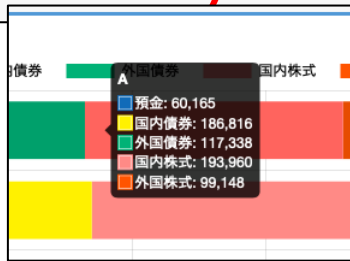 内債券 外国債券 国内株式
A
預金: 60,165
国内債券: 186,816
外国債券: 117,338
国内株式: 193,960
外国株式: 99,148